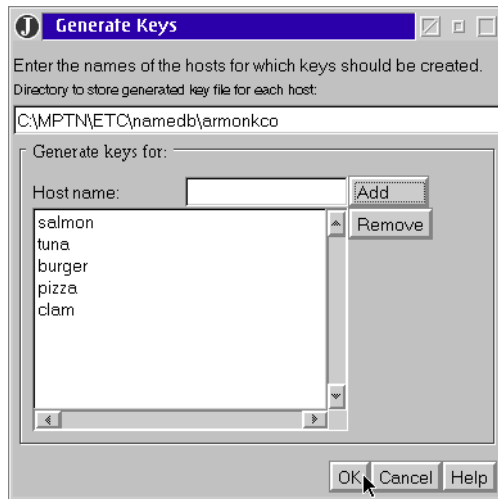 J Generate Keys
Enter the names of the hosts for which keys should be created.
Directory to store generated key file for each host:
C:\MPTN\ETC\namedb\armonkco
Generate keys for:
Host name: Add
salmon Remove
tuna
burger
pizza
clam
OK Cancel Help